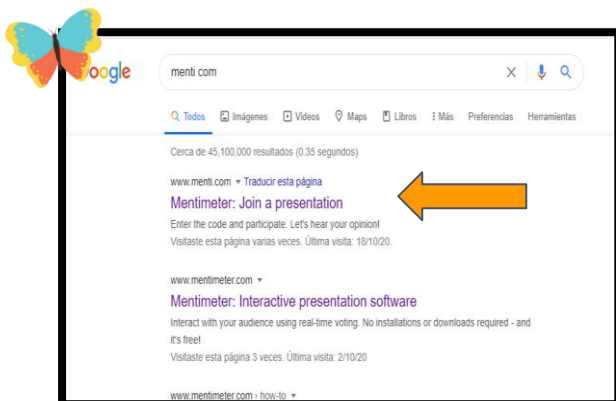 oogle
menti com
Todos Imágenes Videos Maps Libros Más Preferencias Herramientas
Cerca de 45,100,000 resultados (0.35 segundos)
www.menti.com Traducir esta página
Mentimeter: Join a presentation
Enter the code and participate. Let's hear your opinion!
Visitaste esta página varias veces. Última visita: 18/10/20.
www.mentimeter.com
Mentimeter: Interactive presentation software
Interact with your audience using real-time voting. No installations or downloads required - and
it's free!
Visitaste esta página 3 veces. Última visita: 2/10/20
www.mentimeter.com › how-to